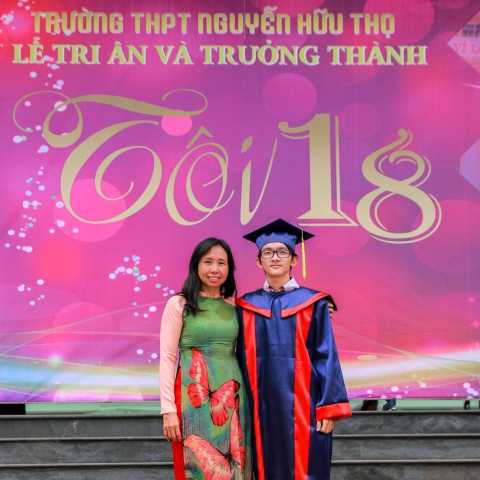 TRƯỜNG THPT NGUYỄN HỮU THỌ
LỄ TRI ÂN VÀ TRƯỞNG THÀNH
Tôi 18